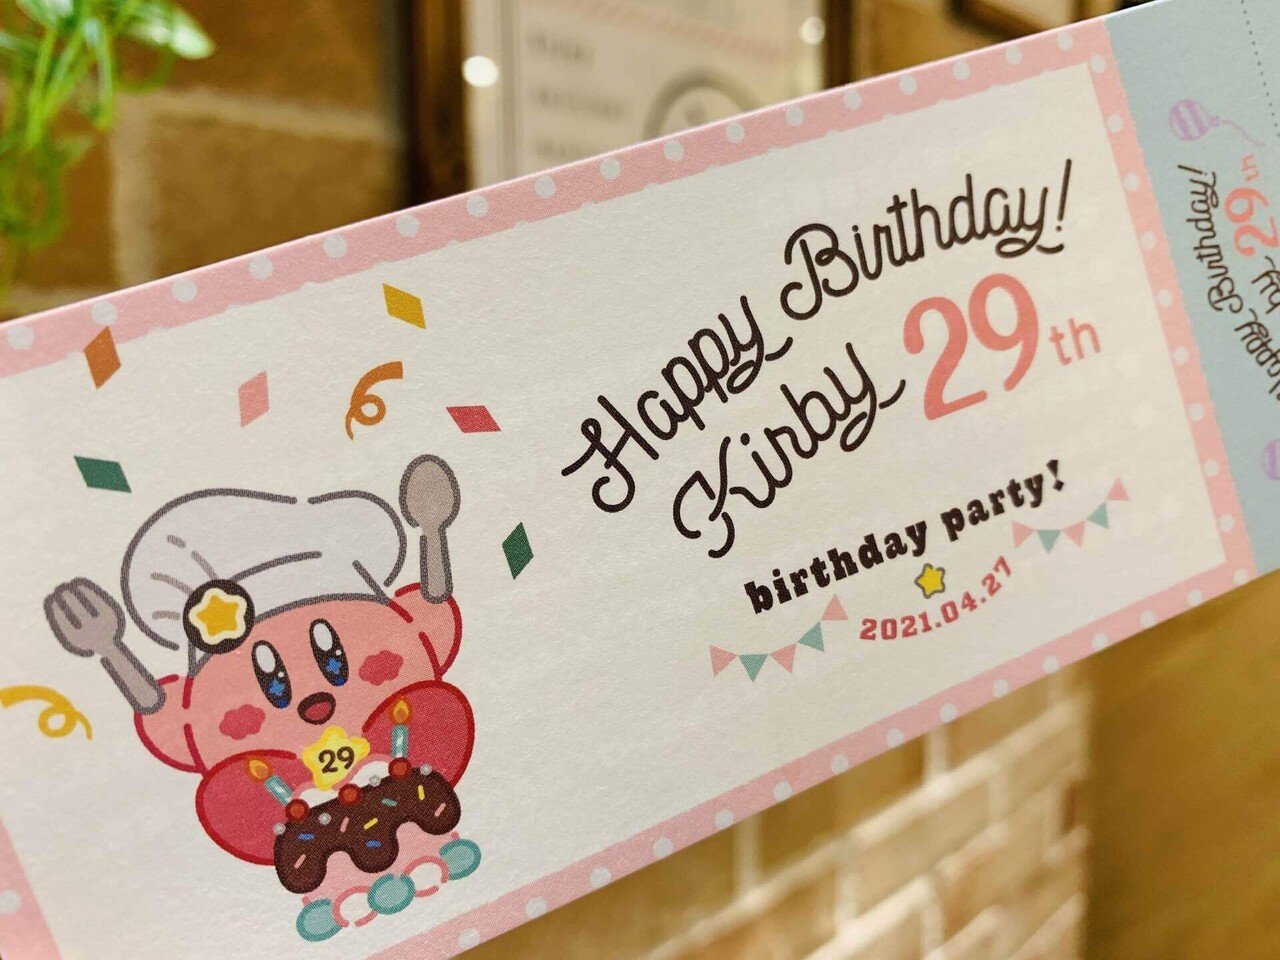 Happy Birthday!
Kirby 29th
birthday party!
2021.04.27
29
Happy Birthday!
29th